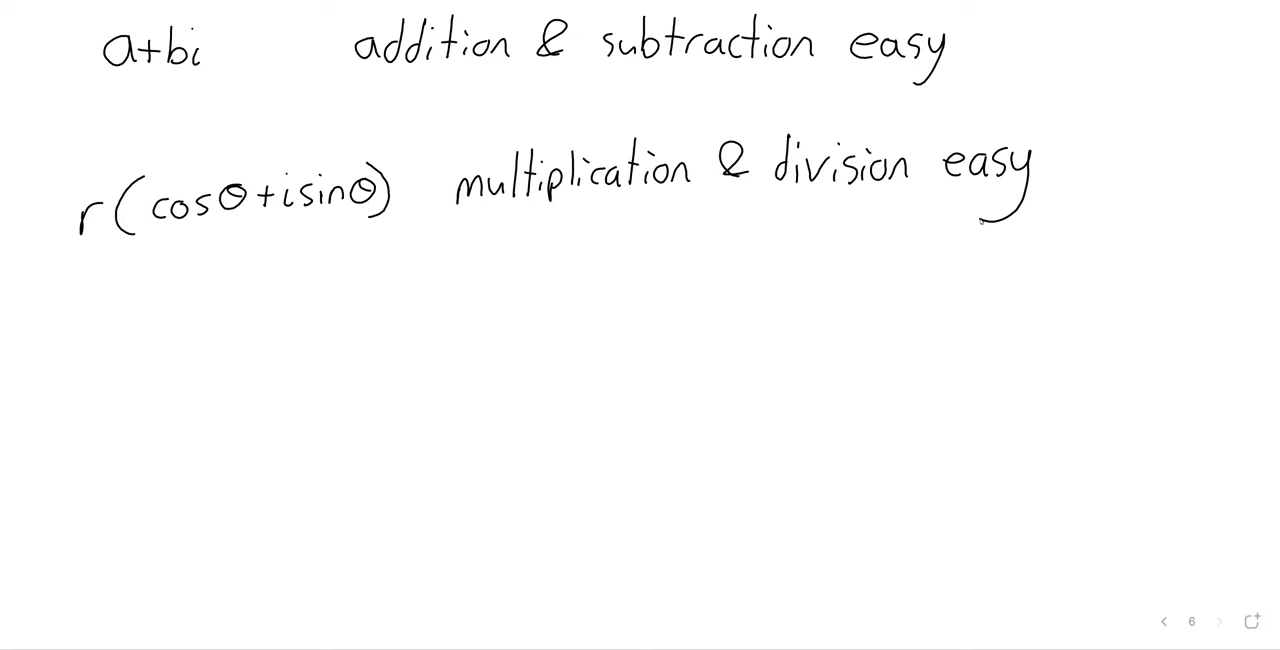 a+bi addition & subtraction easy
r(cosθ+isinθ) multiplication & division easy
< 6 >